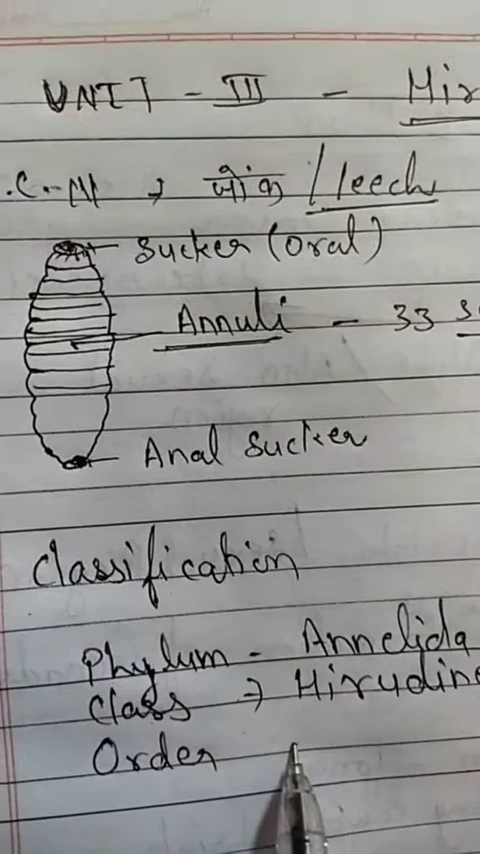 UNIT - III - Hir
.C.-N → जोंक / leech
Sucker (oral)
Annuli - 33 S
Anal Sucker
Classification
Phylum - Annelida
Class → Hirudine
Order